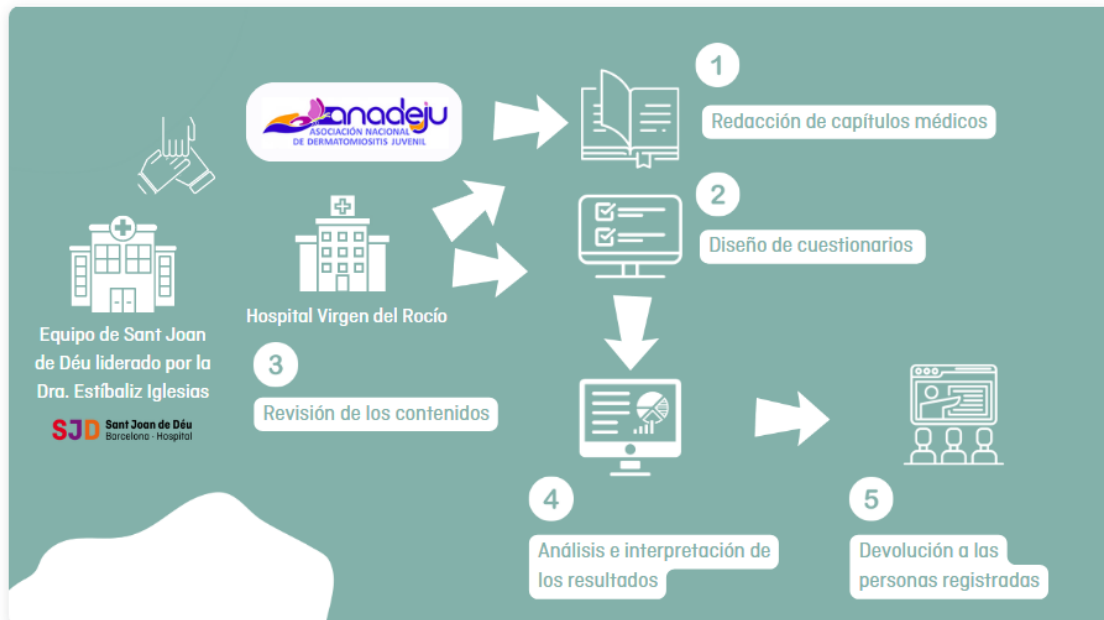 anadeju
ASOCIACIÓN NACIONAL
DE DERMATOMIOSITIS JUVENIL
1
Redacción de capítulos médicos
2
Diseño de cuestionarios
Equipo de Sant Joan
de Déu liderado por la
Dra. Estíbaliz Iglesias
SJD Sant Joan de Déu
Barcelona · Hospital
Hospital Virgen del Rocío
3
Revisión de los contenidos
4
Análisis e interpretación de
los resultados
5
Devolución a las
personas registradas